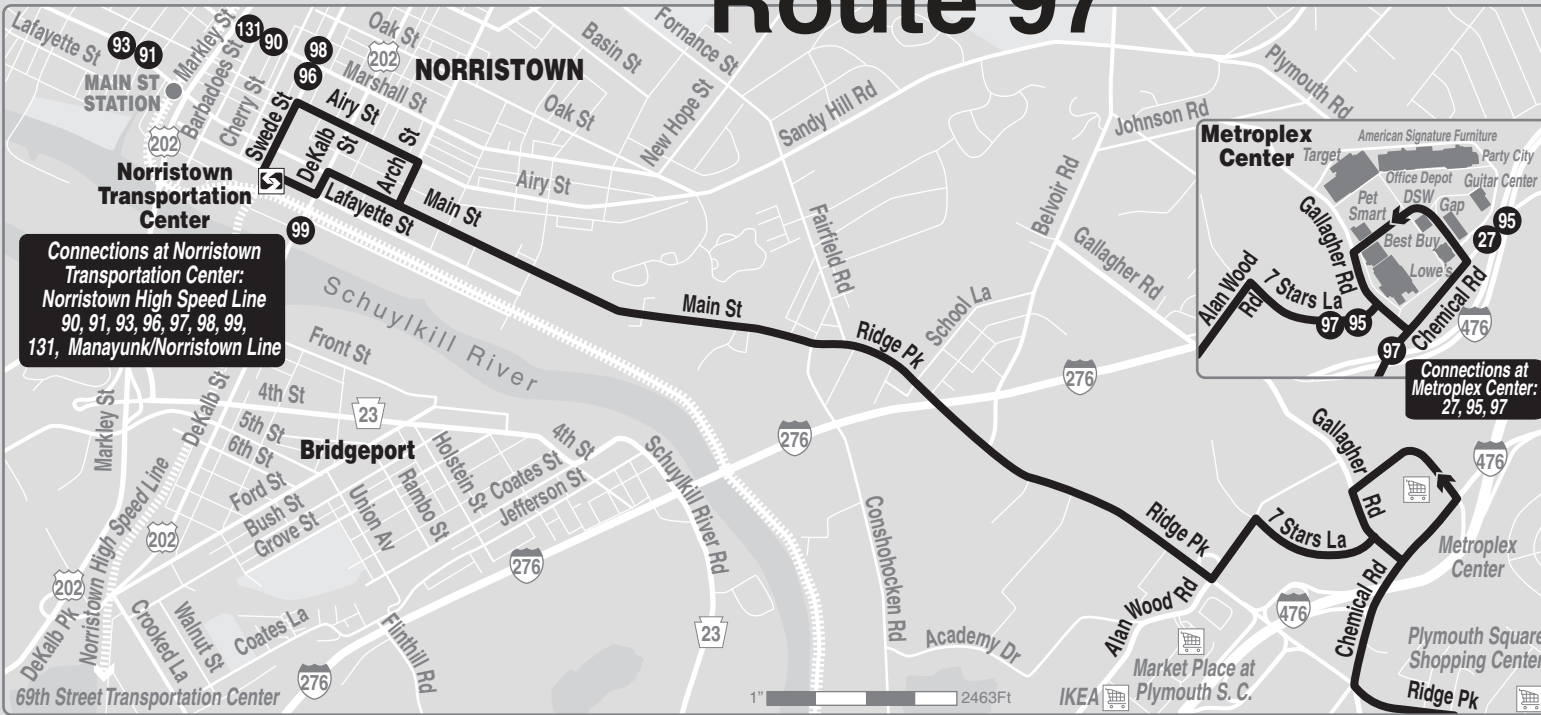 Route 97
Lafayette St
93
91
Markley St
131
90
98
96
Oak St
202
NORRISTOWN
Basin St
Fornance St
MAIN ST
STATION
Barbadoes St
Cherry St
Marshall St
Oak St
New Hope St
Sandy Hill Rd
Johnson Rd
Plymouth Rd
202
Swede St
Airy St
DeKalb
St
Arch St
Airy St
Main St
Lafayette St
Norristown
Transportation
Center
99
Connections at Norristown
Transportation Center:
Norristown High Speed Line
90, 91, 93, 96, 97, 98, 99,
131, Manayunk/Norristown Line
Schuylkill River
Fairfield Rd
Belvoir Rd
Gallagher Rd
School La
Main St
Ridge Pk
276
276
Metroplex
Center
American Signature Furniture
Target
Party City
Office Depot
Guitar Center
Pet
Smart
DSW
Gap
Best Buy
Lowe's
Gallagher Rd
95
27
Alan Wood
Rd
7 Stars La
97
95
97
Chemical Rd
476
Connections at
Metroplex Center:
27, 95, 97
Front St
4th St
23
Markley St
DeKalb St
5th St
6th St
Bridgeport
Holstein St
4th St
Coates St
Jefferson St
Rambo St
Union Av
Ford St
Bush St
Grove St
Schuylkill River Rd
Conshohocken Rd
Norristown High Speed Line
202
202
276
DeKalb Pk
Crooked La
Walnut St
Coates La
Flinthill Rd
276
69th Street Transportation Center
23
Academy Dr
1"
2463Ft
Gallagher
Rd
476
Ridge Pk
7 Stars La
Metroplex
Center
Alan Wood Rd
476
Chemical Rd
Market Place at
Plymouth S. C.
IKEA
Plymouth Square
Shopping Center
Ridge Pk